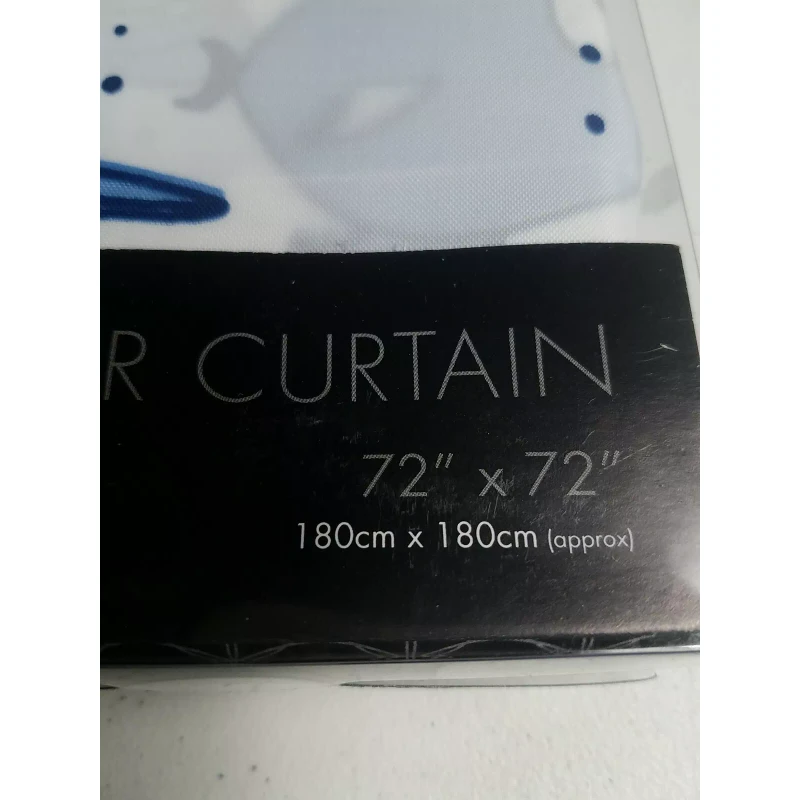 R CURTAIN
72" x 72"
180cm x 180cm (approx)